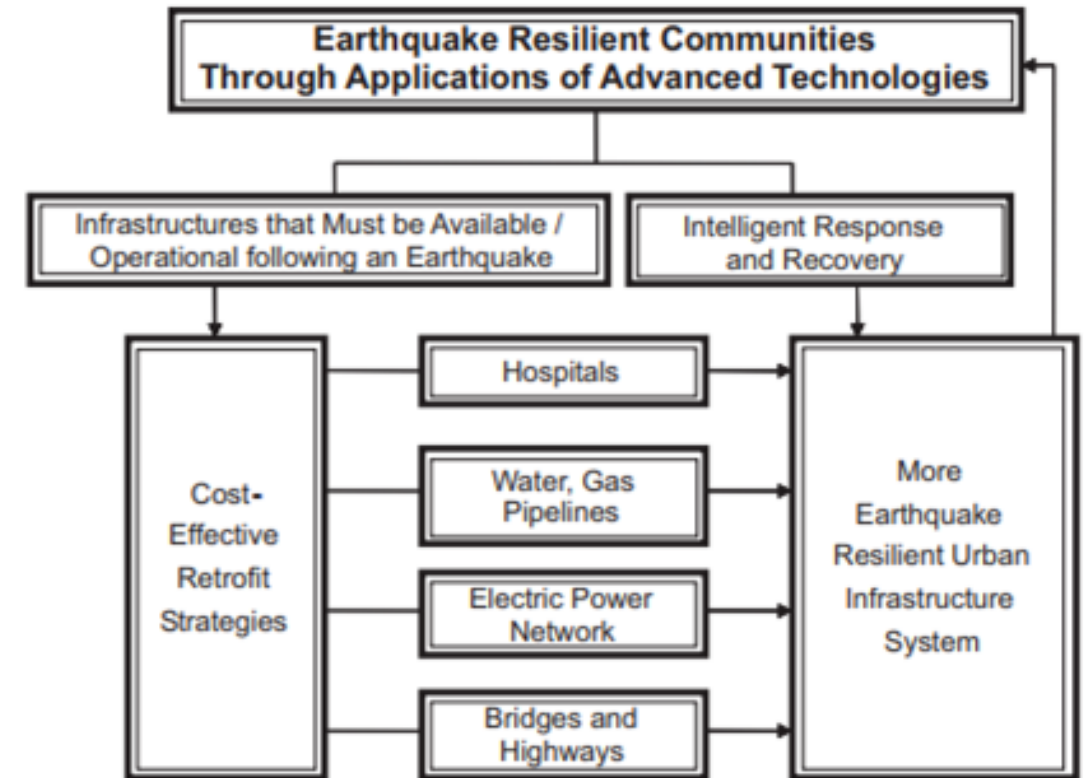 Earthquake Resilient Communities
Through Applications of Advanced Technologies
Infrastructures that Must be Available /
Operational following an Earthquake
Intelligent Response
and Recovery
Cost-
Effective
Retrofit
Strategies
Hospitals
Water, Gas
Pipelines
Electric Power
Network
Bridges and
Highways
More
Earthquake
Resilient Urban
Infrastructure
System